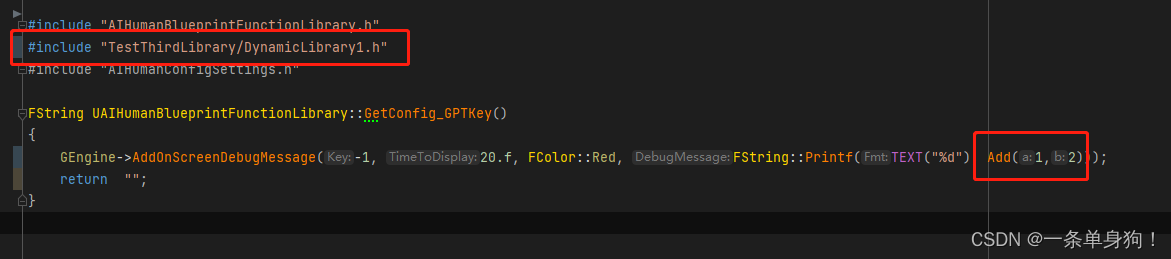 #include "AIHumanBlueprintFunctionLibrary.h"
#include "TestThirdLibrary/DynamicLibrary1.h"
#include "AIHumanConfigSettings.h"
FString UAIHumanBlueprintFunctionLibrary::GetConfig_GPTKey()
{
GEngine->AddOnScreenDebugMessage(Key:-1, TimeToDisplay:20.f, FColor::Red, DebugMessage:FString::Printf(Fmt:TEXT("%d") Add(a:1,b:2)));
return "";
}
CSDN @一条单身狗！